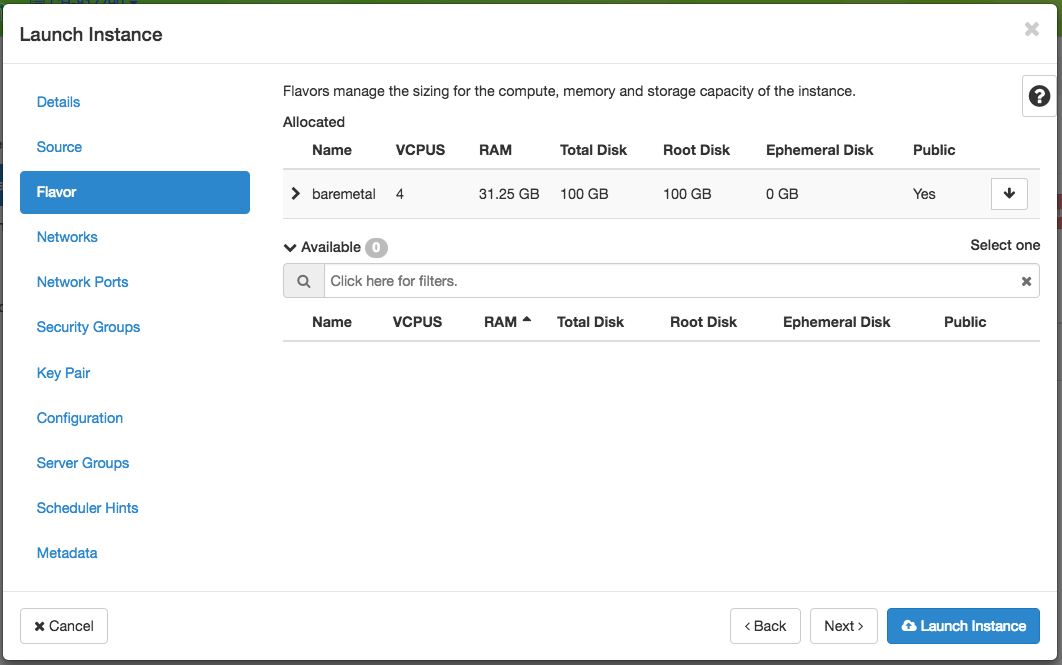 Launch Instance
Details
Source
Flavor
Networks
Network Ports
Security Groups
Key Pair
Configuration
Server Groups
Scheduler Hints
Metadata
Flavors manage the sizing for the compute, memory and storage capacity of the instance.
Allocated
Name VCPUS RAM Total Disk Root Disk Ephemeral Disk Public
baremetal 4 31.25 GB 100 GB 100 GB 0 GB Yes
Available 0 Select one
Click here for filters.
Name VCPUS RAM Total Disk Root Disk Ephemeral Disk Public
Cancel < Back Next > Launch Instance